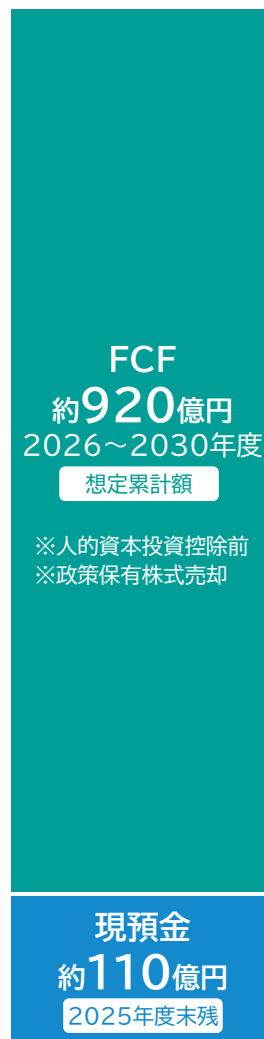 FCF
約920億円
2026～2030年度
想定累計額
※人的資本投資控除前
※政策保有株式売却
現預金
約110億円
2025年度末残